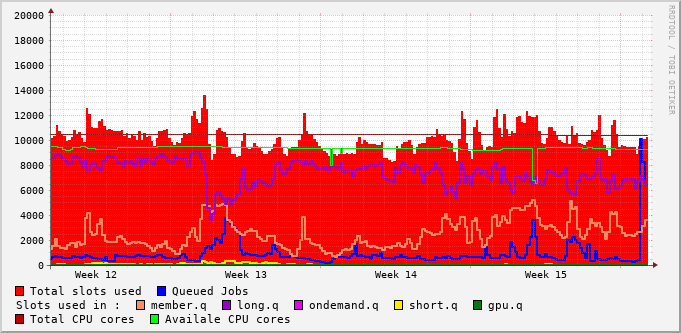 20000
18000
16000
14000
12000
10000
8000
6000
4000
2000
0
Week 12 Week 13 Week 14 Week 15
Total slots used Queued Jobs
Slots used in : member.q long.q ondemand.q short.q gpu.q
Total CPU cores Availale CPU cores
RRDTOOL / TOBI OETIKER